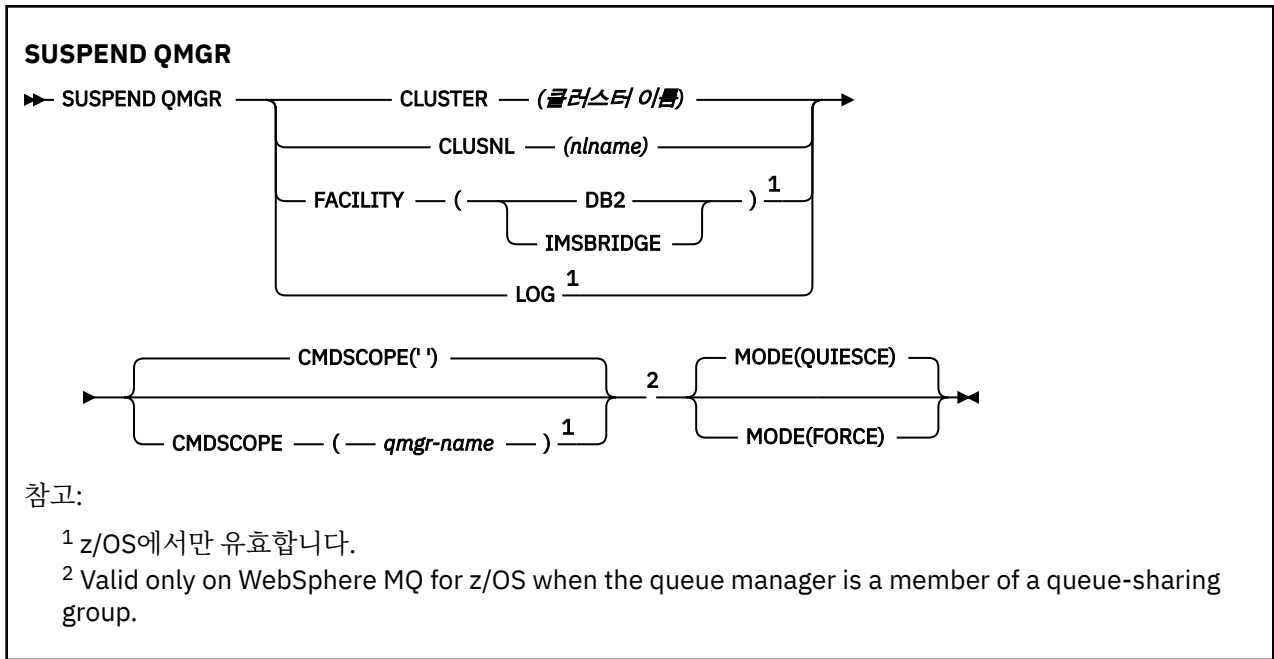 SUSPEND QMGR
SUSPEND QMGR CLUSTER (클러스터 이름)
CLUSNL (nlname)
FACILITY ( DB2 ) 1
IMSBRIDGE
LOG 1
CMDSCOPE(' ') 2 MODE(QUIESCE)
CMDSCOPE ( qmgr-name ) 1 MODE(FORCE)
참고:
1 z/OS에서만 유효합니다.
2 Valid only on WebSphere MQ for z/OS when the queue manager is a member of a queue-sharing
group.